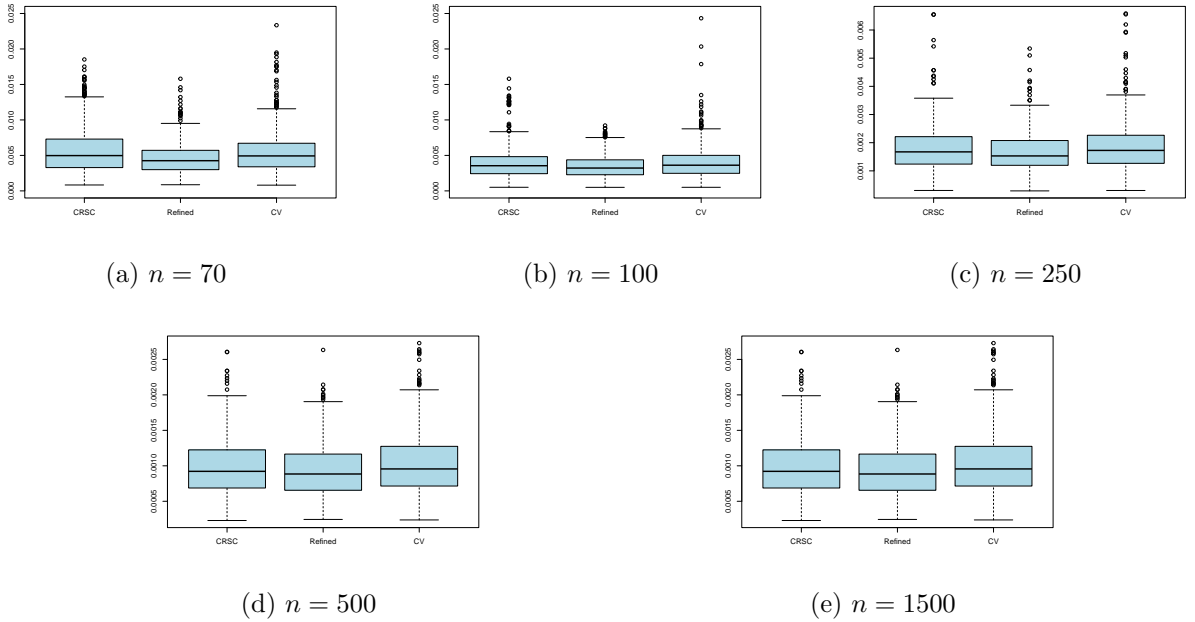 0.025
0.020
0.015
0.010
0.005
0.000
CRSC Refined CV
(a) n = 70
0.025
0.020
0.015
0.010
0.005
0.000
CRSC Refined CV
(b) n = 100
0.006
0.005
0.004
0.003
0.002
0.001
CRSC Refined CV
(c) n = 250
0.0025
0.0020
0.0015
0.0010
0.0005
CRSC Refined CV
(d) n = 500
0.0025
0.0020
0.0015
0.0010
0.0005
CRSC Refined CV
(e) n = 1500